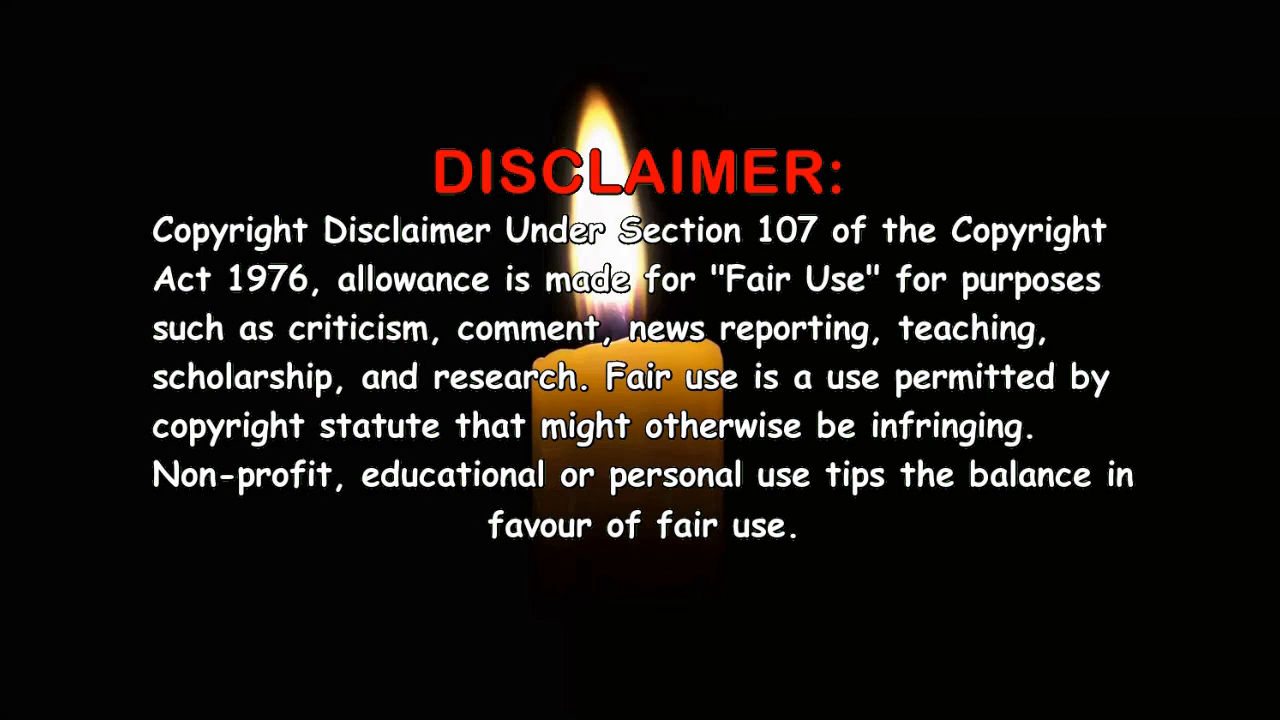 DISCLAIMER:
Copyright Disclaimer Under Section 107 of the Copyright
Act 1976, allowance is made for "Fair Use" for purposes
such as criticism, comment, news reporting, teaching,
scholarship, and research. Fair use is a use permitted by
copyright statute that might otherwise be infringing.
Non-profit, educational or personal use tips the balance in
favour of fair use.